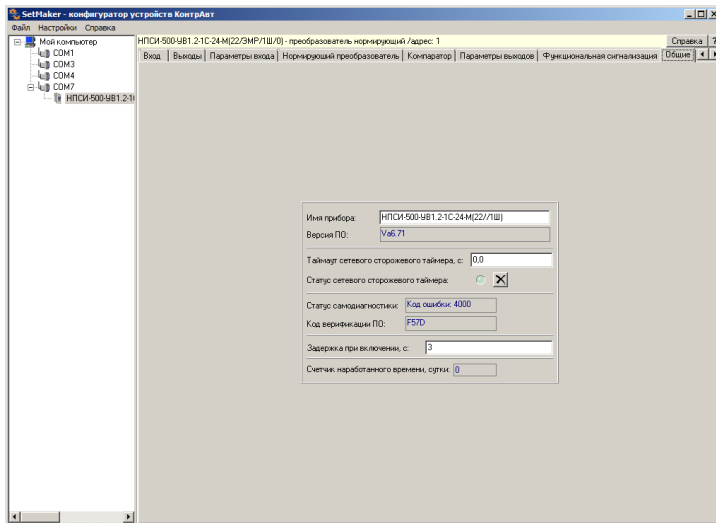 SetMaker - конфигуратор устройств КонтрАвт
Файл Настройки Справка
Мой компьютер
COM1
COM3
COM4
COM7
НПСИ-500-УВ1.2-1
НПСИ-500-УВ1.2-1С-24-М(22/ЭМР/1Ш/0) - преобразователь нормирующий /адрес: 1
Справка ?
Вход Выходы Параметры входа Нормирующий преобразователь Компаратор Параметры выходов Функциональная сигнализация Общие
Имя прибора: НПСИ-500-УВ1.2-1С-24-М(22//1Ш)
Версия ПО: Va6.71
Таймаут сетевого сторожевого таймера, с: 0,0
Статус сетевого сторожевого таймера:
Статус самодиагностики: Код ошибки: 4000
Код верификации ПО: F57D
Задержка при включении, с: 3
Счетчик наработанного времени, сутки: 0